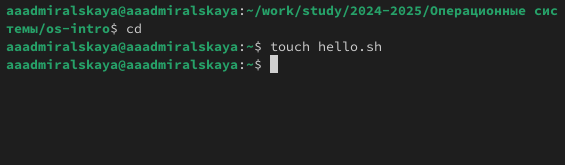 aaadmiralskaya@aaadmiralskaya:~/work/study/2024-2025/Операционные сис
темы/os-intro$ cd
aaadmiralskaya@aaadmiralskaya:~$ touch hello.sh
aaadmiralskaya@aaadmiralskaya:~$